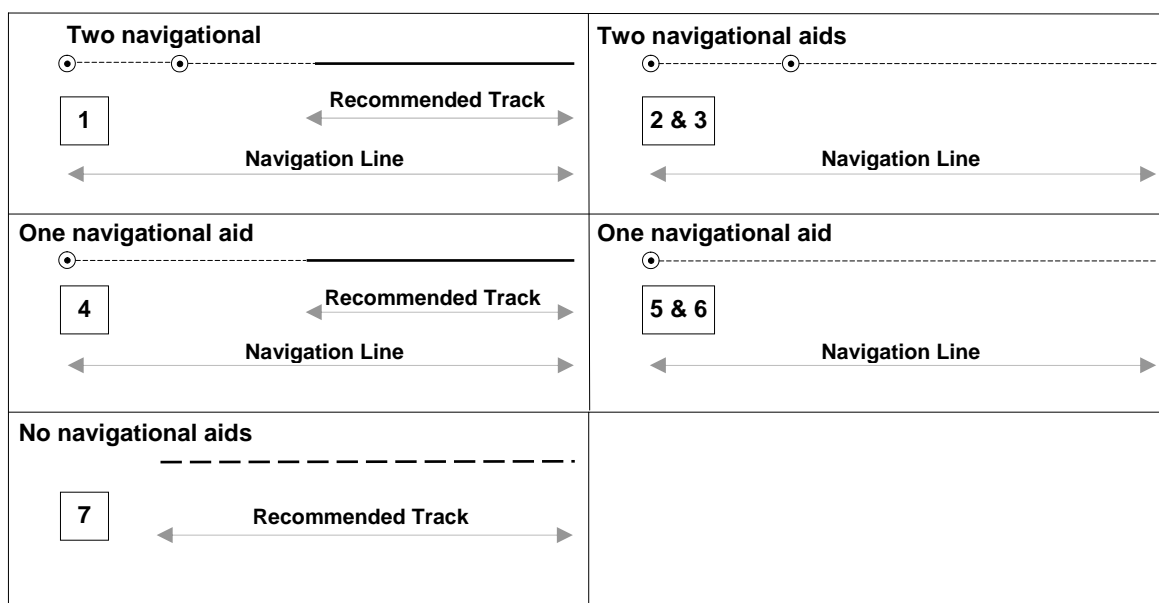 Two navigational
Recommended Track
1
Navigation Line
Two navigational aids
2 & 3
Navigation Line
One navigational aid
Recommended Track
4
Navigation Line
One navigational aid
5 & 6
Navigation Line
No navigational aids
7
Recommended Track